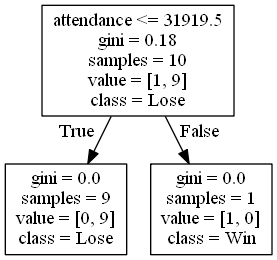 attendance <= 31919.5
gini = 0.18
samples = 10
value = [1, 9]
class = Lose
True
False
gini = 0.0
samples = 9
value = [0, 9]
class = Lose
gini = 0.0
samples = 1
value = [1, 0]
class = Win